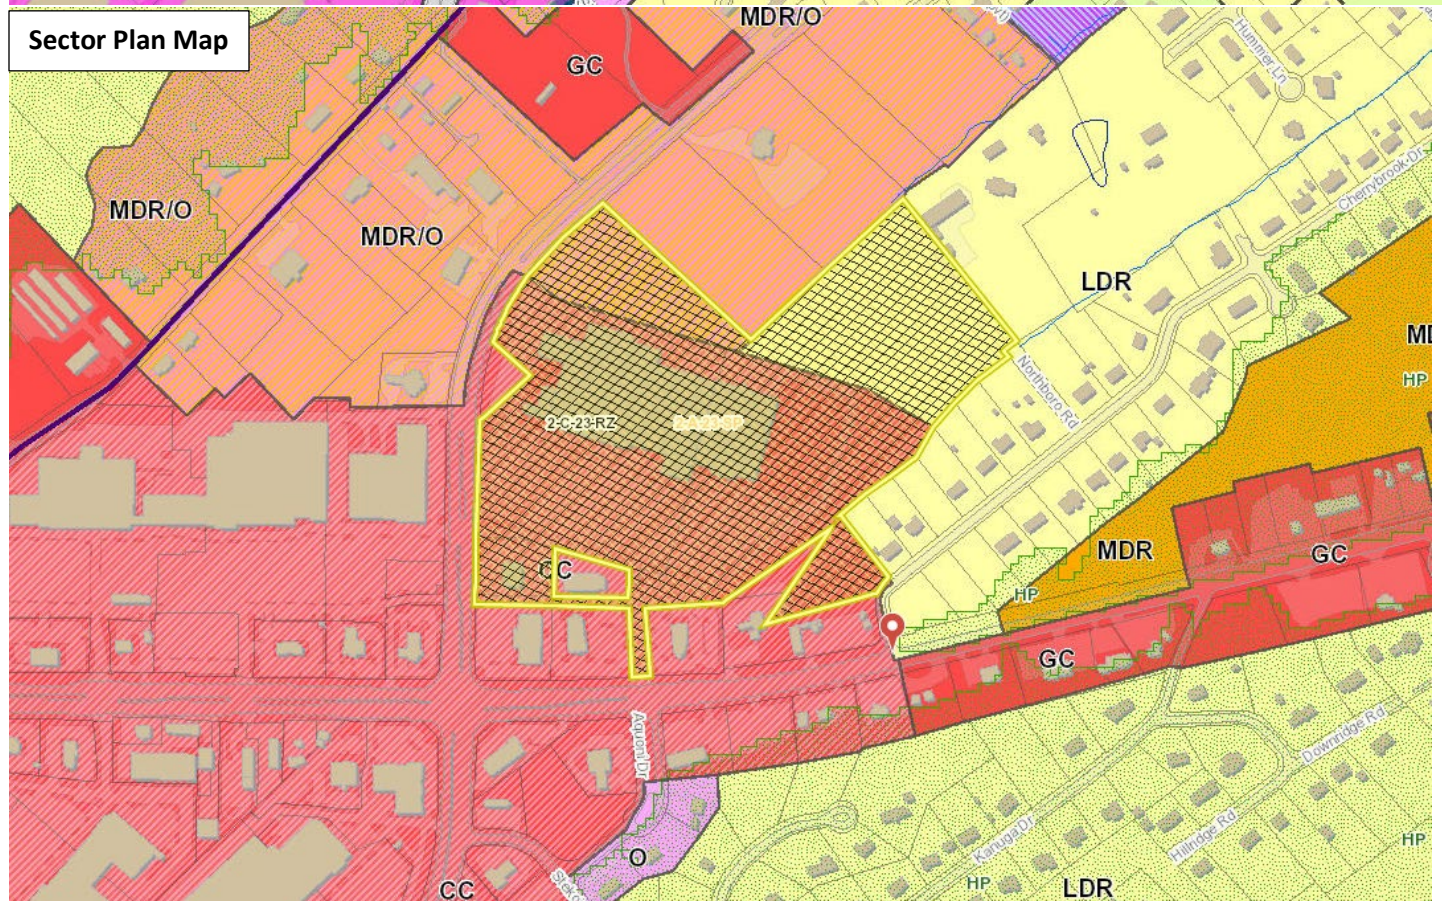 Sector Plan Map
MDR/O
GC
Hummer Ln
Cherrybrook Dr
MDR/O
MDR/O
LDR
Northboro Rd
HP
2-C-23-RZ
2-A-23-SP
MDR
GC
CC
HP
GC
Aquoni Dr
Downridge Rd
Kanuga Dr
Hillridge Rd
HP
O
HP
CC
LDR